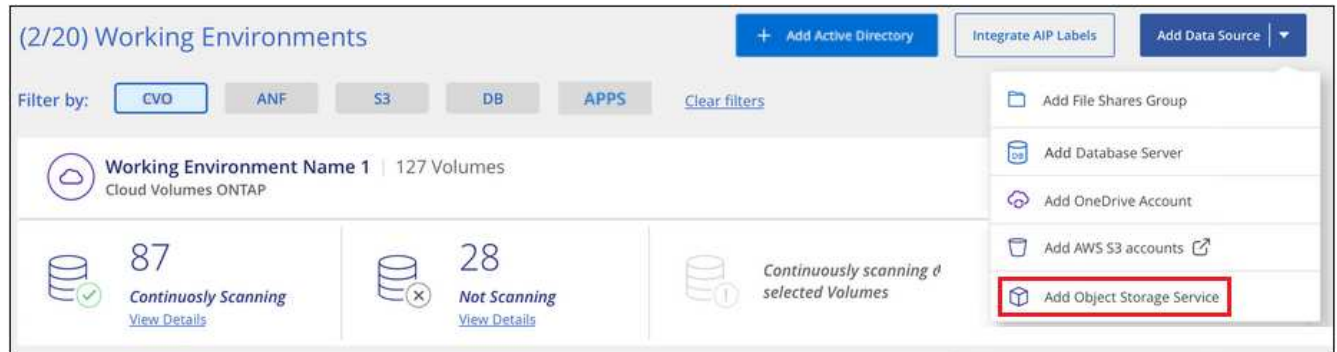 (2/20) Working Environments
+ Add Active Directory
Integrate AIP Labels
Add Data Source
Filter by: CVO ANF S3 DB APPS Clear filters
Add File Shares Group
DB Add Database Server
Add OneDrive Account
Add AWS S3 accounts
Add Object Storage Service
Working Environment Name 1 | 127 Volumes
Cloud Volumes ONTAP
87
Continuosly Scanning
View Details
28
Not Scanning
View Details
Continuously scanning
selected Volumes